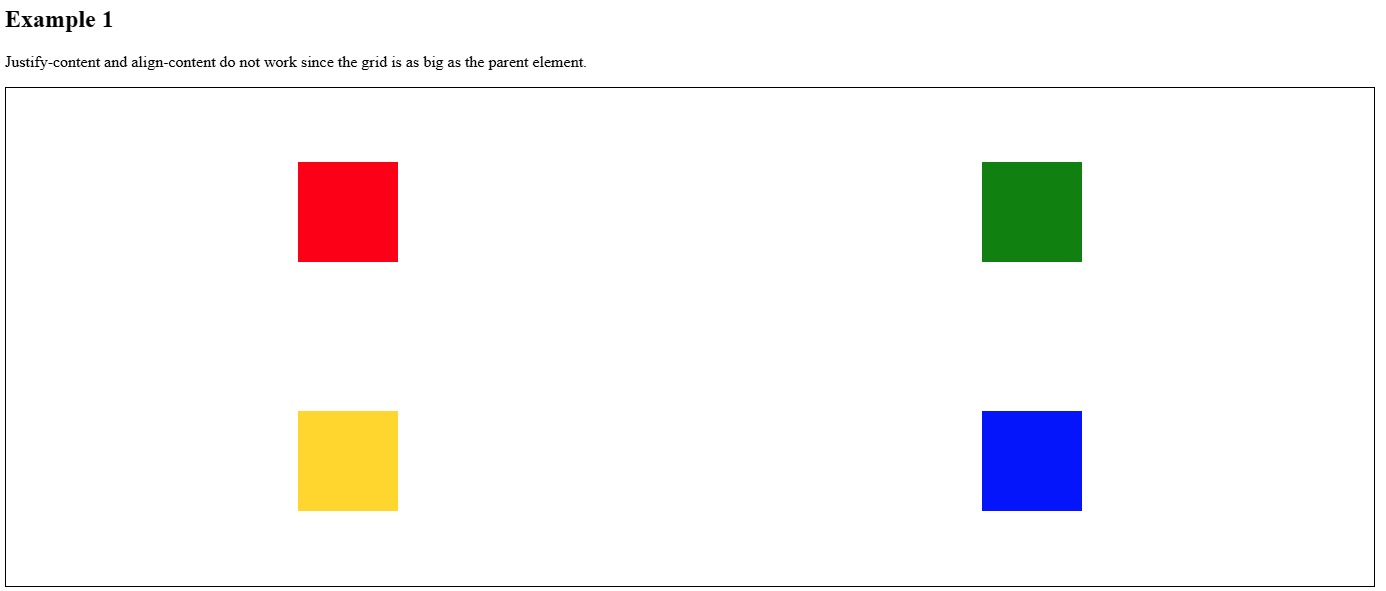 Example 1
Justify-content and align-content do not work since the grid is as big as the parent element.